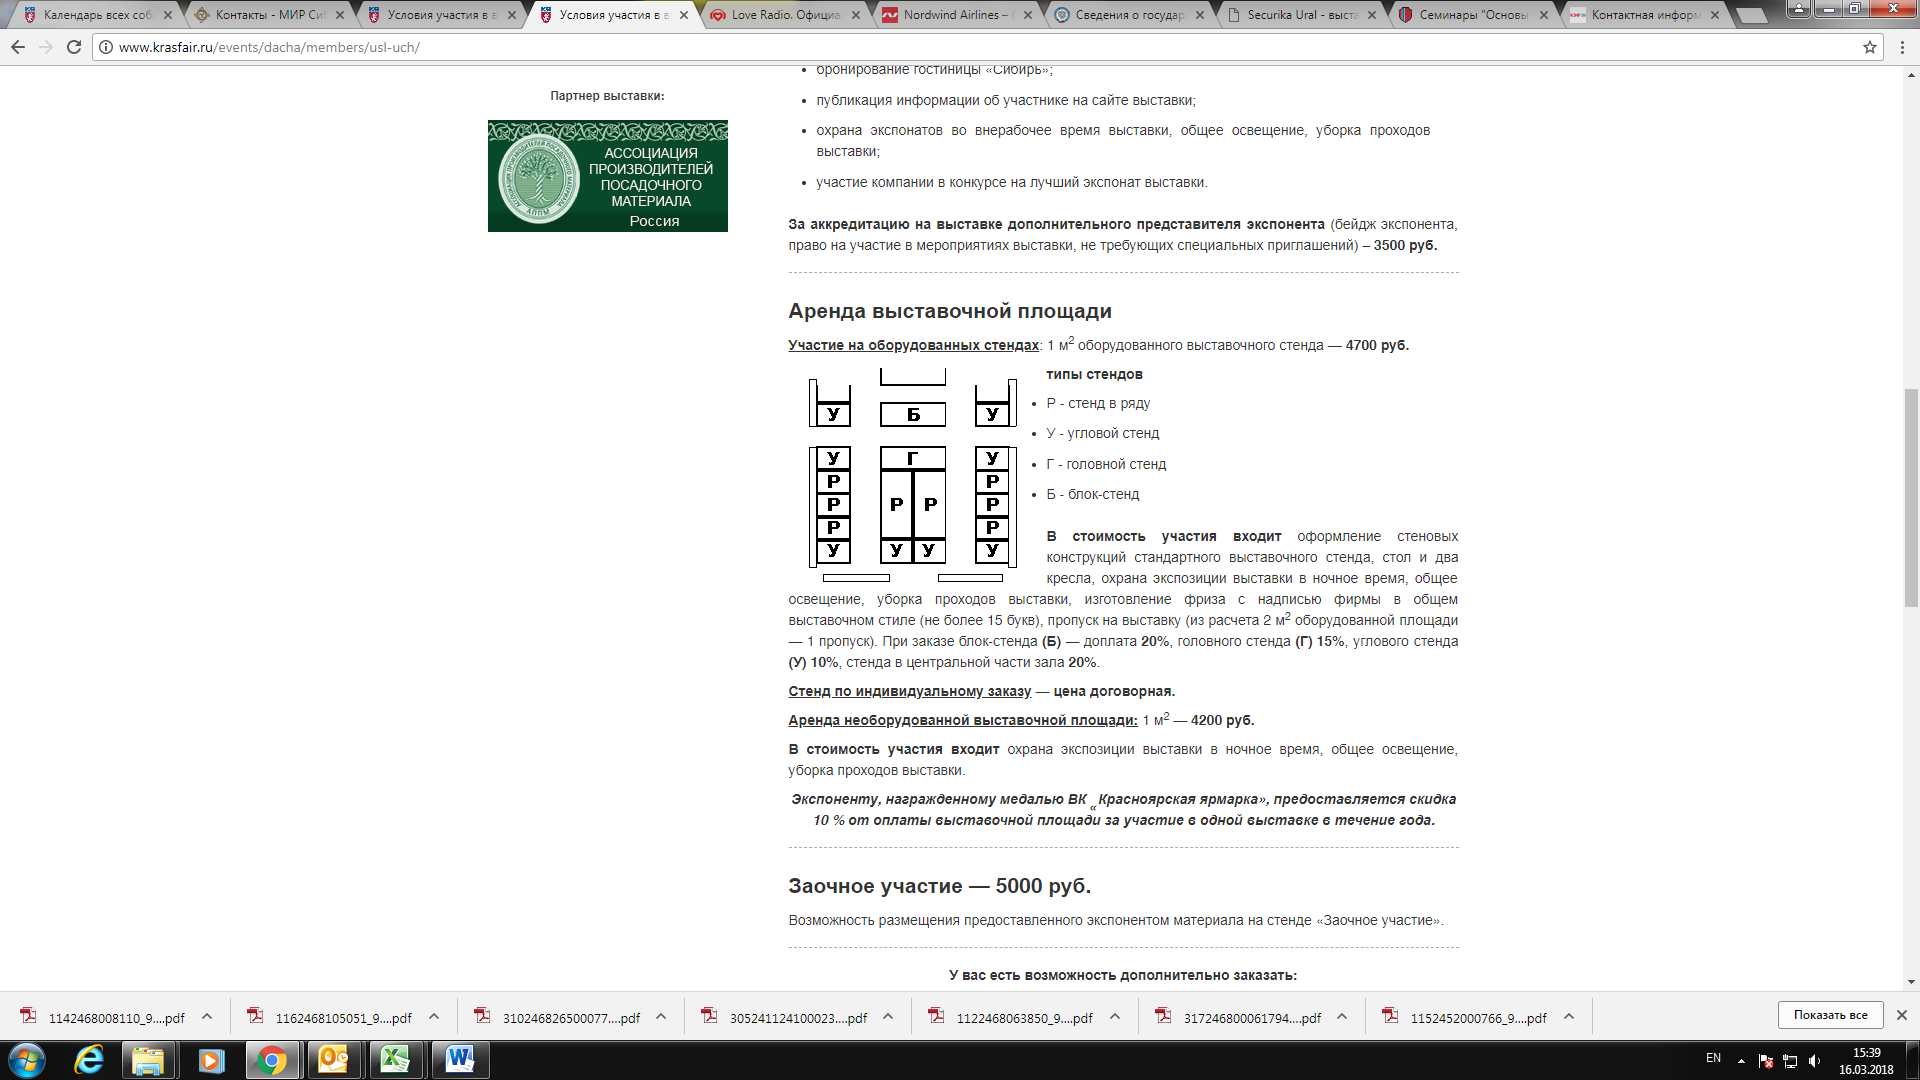 Календарь всех соб
Контакты - МИР Си
Условия участия в в
Условия участия в в
Love Radio. Официа
Nordwind Airlines –
Сведения о государ
Securika Ural - выста
Семинары "Основы
Контактная информ
www.krasfair.ru/events/dacha/members/usl-uch/
Партнер выставки:
АССОЦИАЦИЯ
ПРОИЗВОДИТЕЛЕЙ
ПОСАДОЧНОГО
МАТЕРИАЛА
Россия
АППМ
• бронирование гостиницы «Сибирь»;
• публикация информации об участнике на сайте выставки;
• охрана экспонатов во внерабочее время выставки, общее освещение, уборка проходов
выставки;
• участие компании в конкурсе на лучший экспонат выставки.
За аккредитацию на выставке дополнительного представителя экспонента (бейдж экспонента,
право на участие в мероприятиях выставки, не требующих специальных приглашений) – 3500 руб.
Аренда выставочной площади
Участие на оборудованных стендах: 1 м2 оборудованного выставочного стенда — 4700 руб.
У Б У
У Г У
Р Р
Р Р Р Р
Р Р
У У У У
типы стендов
• Р - стенд в ряду
• У - угловой стенд
• Г - головной стенд
• Б - блок-стенд
В стоимость участия входит оформление стеновых
конструкций стандартного выставочного стенда, стол и два
кресла, охрана экспозиции выставки в ночное время, общее
освещение, уборка проходов выставки, изготовление фриза с надписью фирмы в общем
выставочном стиле (не более 15 букв), пропуск на выставку (из расчета 2 м2 оборудованной площади
— 1 пропуск). При заказе блок-стенда (Б) — доплата 20%, головного стенда (Г) 15%, углового стенда
(У) 10%, стенда в центральной части зала 20%.
Стенд по индивидуальному заказу — цена договорная.
Аренда необорудованной выставочной площади: 1 м2 — 4200 руб.
В стоимость участия входит охрана экспозиции выставки в ночное время, общее освещение,
уборка проходов выставки.
Экспоненту, награжденному медалью ВК «Красноярская ярмарка», предоставляется скидка
10 % от оплаты выставочной площади за участие в одной выставке в течение года.
Заочное участие — 5000 руб.
Возможность размещения предоставленного экспонентом материала на стенде «Заочное участие».
У вас есть возможность дополнительно заказать:
1142468008110_9....pdf
1162468105051_9....pdf
310246826500077....pdf
305241124100023....pdf
1122468063850_9....pdf
317246800061794....pdf
1152452000766_9....pdf
Показать все
EN
15:39
16.03.2018